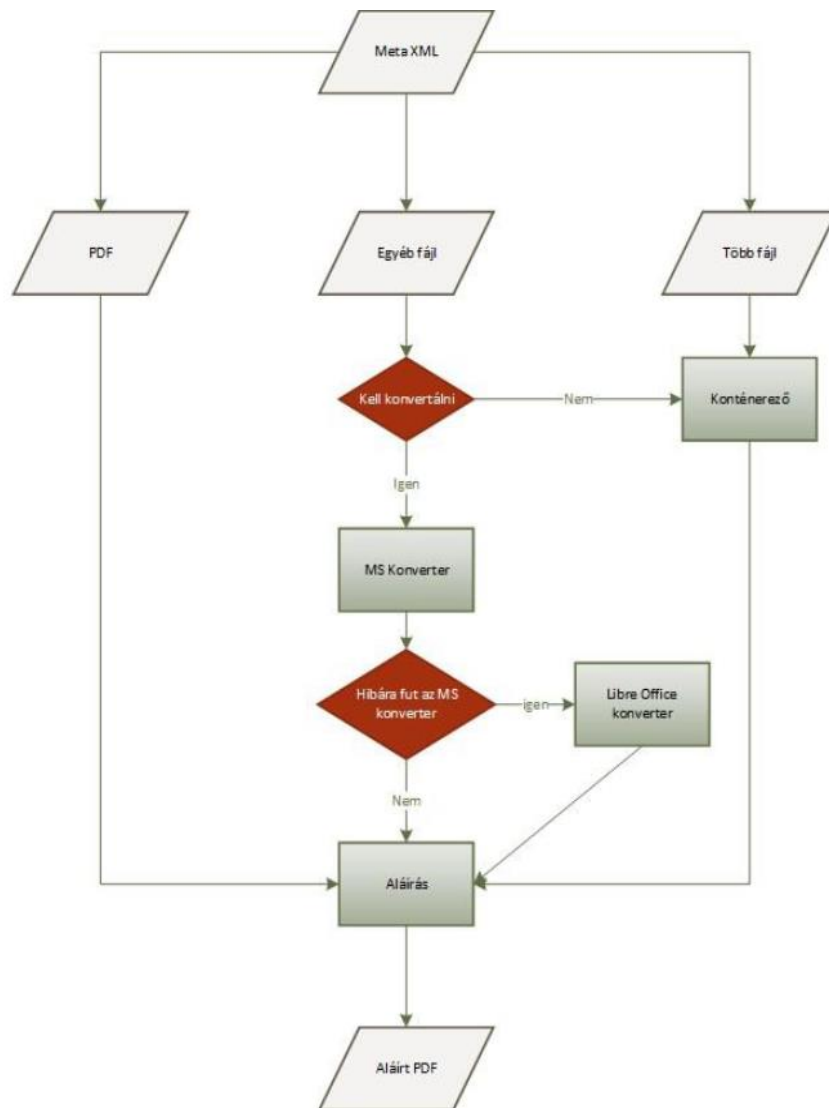 Meta XML
PDF
Egyéb fájl
Több fájl
Kell konvertálni
Nem
Konténerező
Igen
MS Konverter
Hibára fut az MS
konverter
igen
Libre Office
konverter
Nem
Aláírás
Aláírt PDF